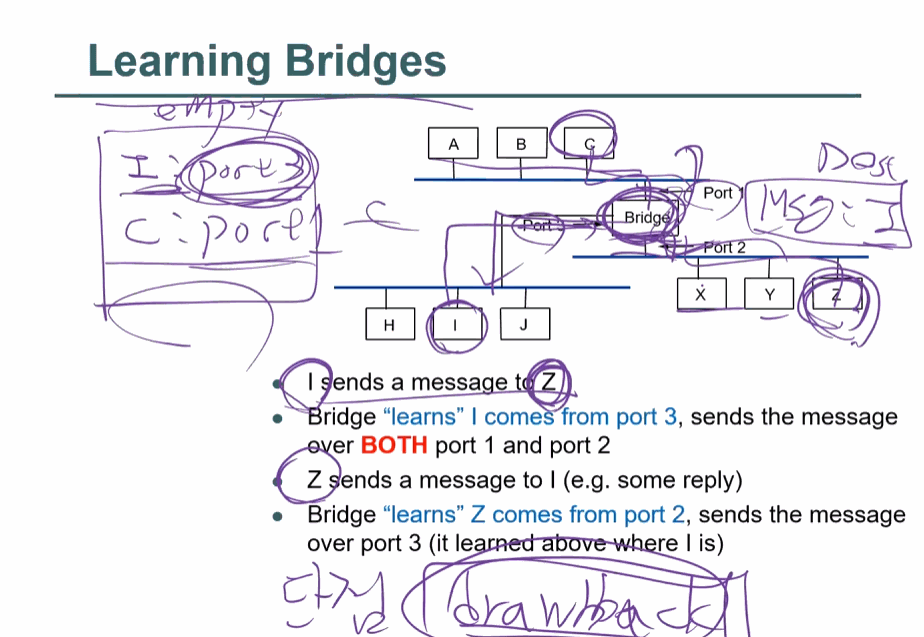 Learning Bridges
empty
I: port 3
C: port 1
C
A
B
C
Port 1
Dest
Msg: I
Bridge
Port
Port 2
X
Y
Z
H
I
J
I sends a message to Z
Bridge “learns” I comes from port 3, sends the message
over BOTH port 1 and port 2
Z sends a message to I (e.g. some reply)
Bridge “learns” Z comes from port 2, sends the message
over port 3 (it learned above where I is)
단점
drawback